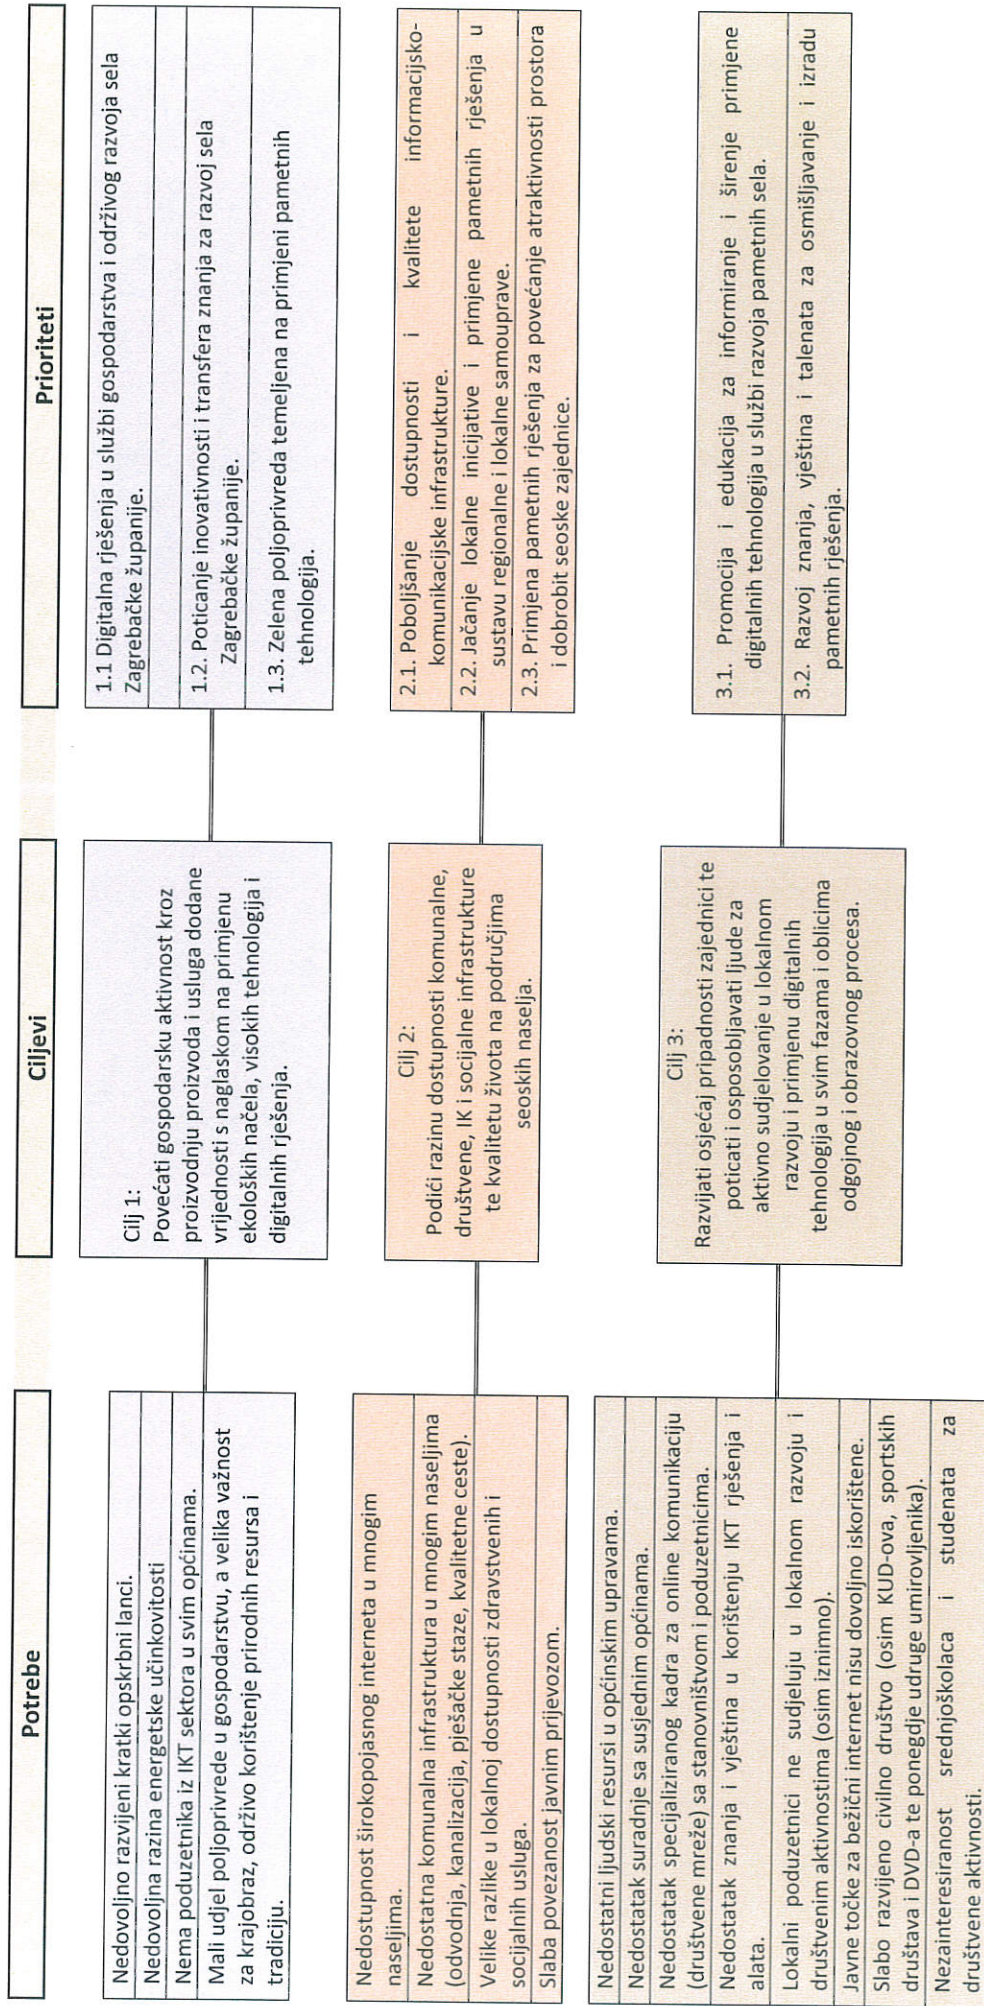 Potrebe
Ciljevi
Prioriteti
Nedovoljno razvijeni kratki opskrbni lanci.
Nedovoljna razina energetske učinkovitosti
Nema poduzetnika iz IKT sektora u svim općinama.
Mali udjel poljoprivrede u gospodarstvu, a velika važnost
za krajobraz, održivo korištenje prirodnih resursa i
tradiciju.
Cilj 1:
Povećati gospodarsku aktivnost kroz
proizvodnju proizvoda i usluga dodane
vrijednosti s naglaskom na primjenu
ekoloških načela, visokih tehnologija i
digitalnih rješenja.
1.1 Digitalna rješenja u službi gospodarstva i održivog razvoja sela
Zagrebačke županije.
1.2. Poticanje inovativnosti i transfera znanja za razvoj sela
Zagrebačke županije.
1.3. Zelena poljoprivreda temeljena na primjeni pametnih
tehnologija.
Nedostupnost širokopojasnog interneta u mnogim
naseljima.
Nedostatna komunalna infrastruktura u mnogim naseljima
(odvodnja, kanalizacija, pješačke staze, kvalitetne ceste).
Velike razlike u lokalnoj dostupnosti zdravstvenih i
socijalnih usluga.
Slaba povezanost javnim prijevozom.
Cilj 2:
Podići razinu dostupnosti komunalne,
društvene, IK i socijalne infrastrukture
te kvalitetu života na područjima
seoskih naselja.
2.1. Poboljšanje dostupnosti i kvalitete informacijsko-
komunikacijske infrastrukture.
2.2. Jačanje lokalne inicijative i primjene pametnih rješenja u
sustavu regionalne i lokalne samouprave.
2.3. Primjena pametnih rješenja za povećanje atraktivnosti prostora
i dobrobit seoske zajednice.
Nedostatni ljudski resursi u općinskim upravama.
Nedostatak suradnje sa susjednim općinama.
Nedostatak specijaliziranog kadra za online komunikaciju
(društvene mreže) sa stanovništvom i poduzetnicima.
Nedostatak znanja i vještina u korištenju IKT rješenja i
alata.
Lokalni poduzetnici ne sudjeluju u lokalnom razvoju i
društvenim aktivnostima (osim iznimno).
Javne točke za bežični internet nisu dovoljno iskorištene.
Slabo razvijeno civilno društvo (osim KUD-ova, sportskih
društava i DVD-a te ponegdje udruge umirovljenika).
Nezainteresiranost srednjoškolaca i studenata za
društvene aktivnosti.
Cilj 3:
Razvijati osjećaj pripadnosti zajednici te
poticati i osposobljavati ljude za
aktivno sudjelovanje u lokalnom
razvoju i primjenu digitalnih
tehnologija u svim fazama i oblicima
odgojnog i obrazovnog procesa.
3.1. Promocija i edukacija za informiranje i širenje primjene
digitalnih tehnologija u službi razvoja pametnih sela.
3.2. Razvoj znanja, vještina i talenata za osmišljavanje i izradu
pametnih rješenja.